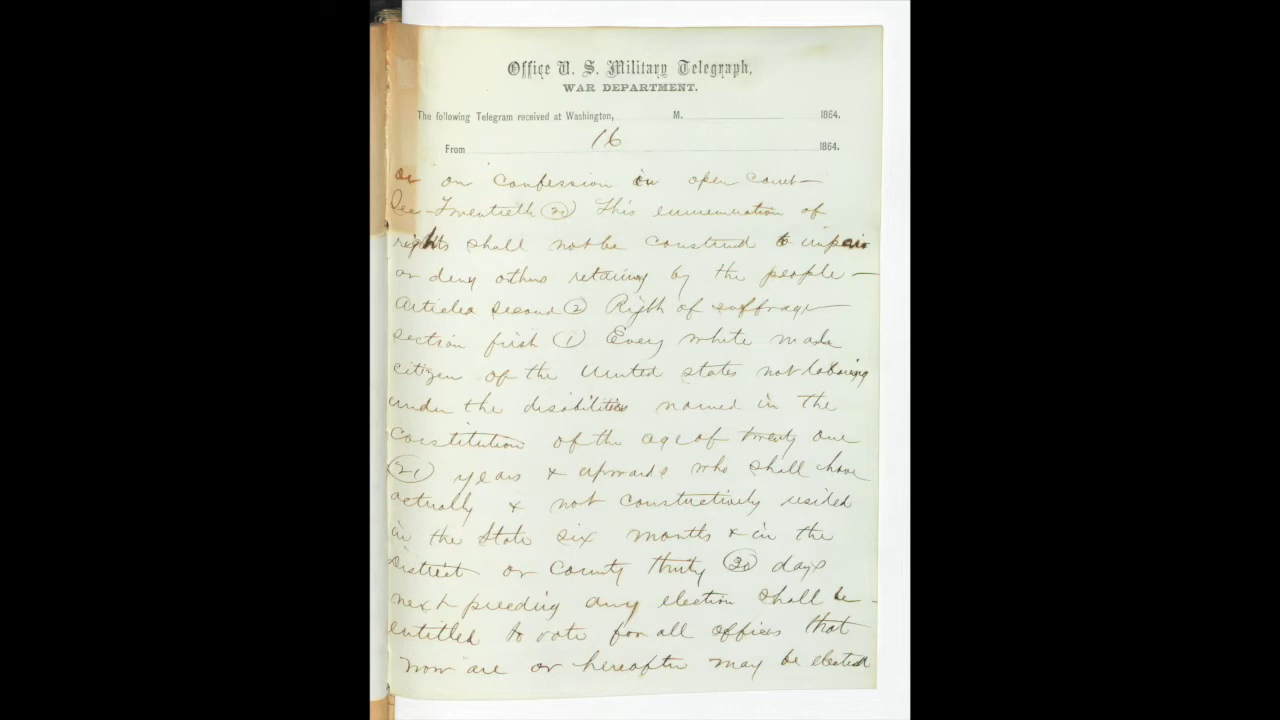 Office U. S. Military Telegraph,
WAR DEPARTMENT.
The following Telegram received at Washington, M. 1864.
From 16 1864.
or on confession in open court—
Sec—Twentieth (20) This enumeration of
rights shall not be construed to impair
or deny others retaining by the people—
Articles second (2) Right of suffrage
section first (1) Every white male
citizen of the United states not laboring
under the disabilities named in the
Constitution of the age of twenty one
(21) years & upwards who shall have
actually & not constructively resided
in the State six months & in the
District or County thirty (30) days
next preeding any election shall be—
entitled to vote for all offices that
now are or hereafter may be elected